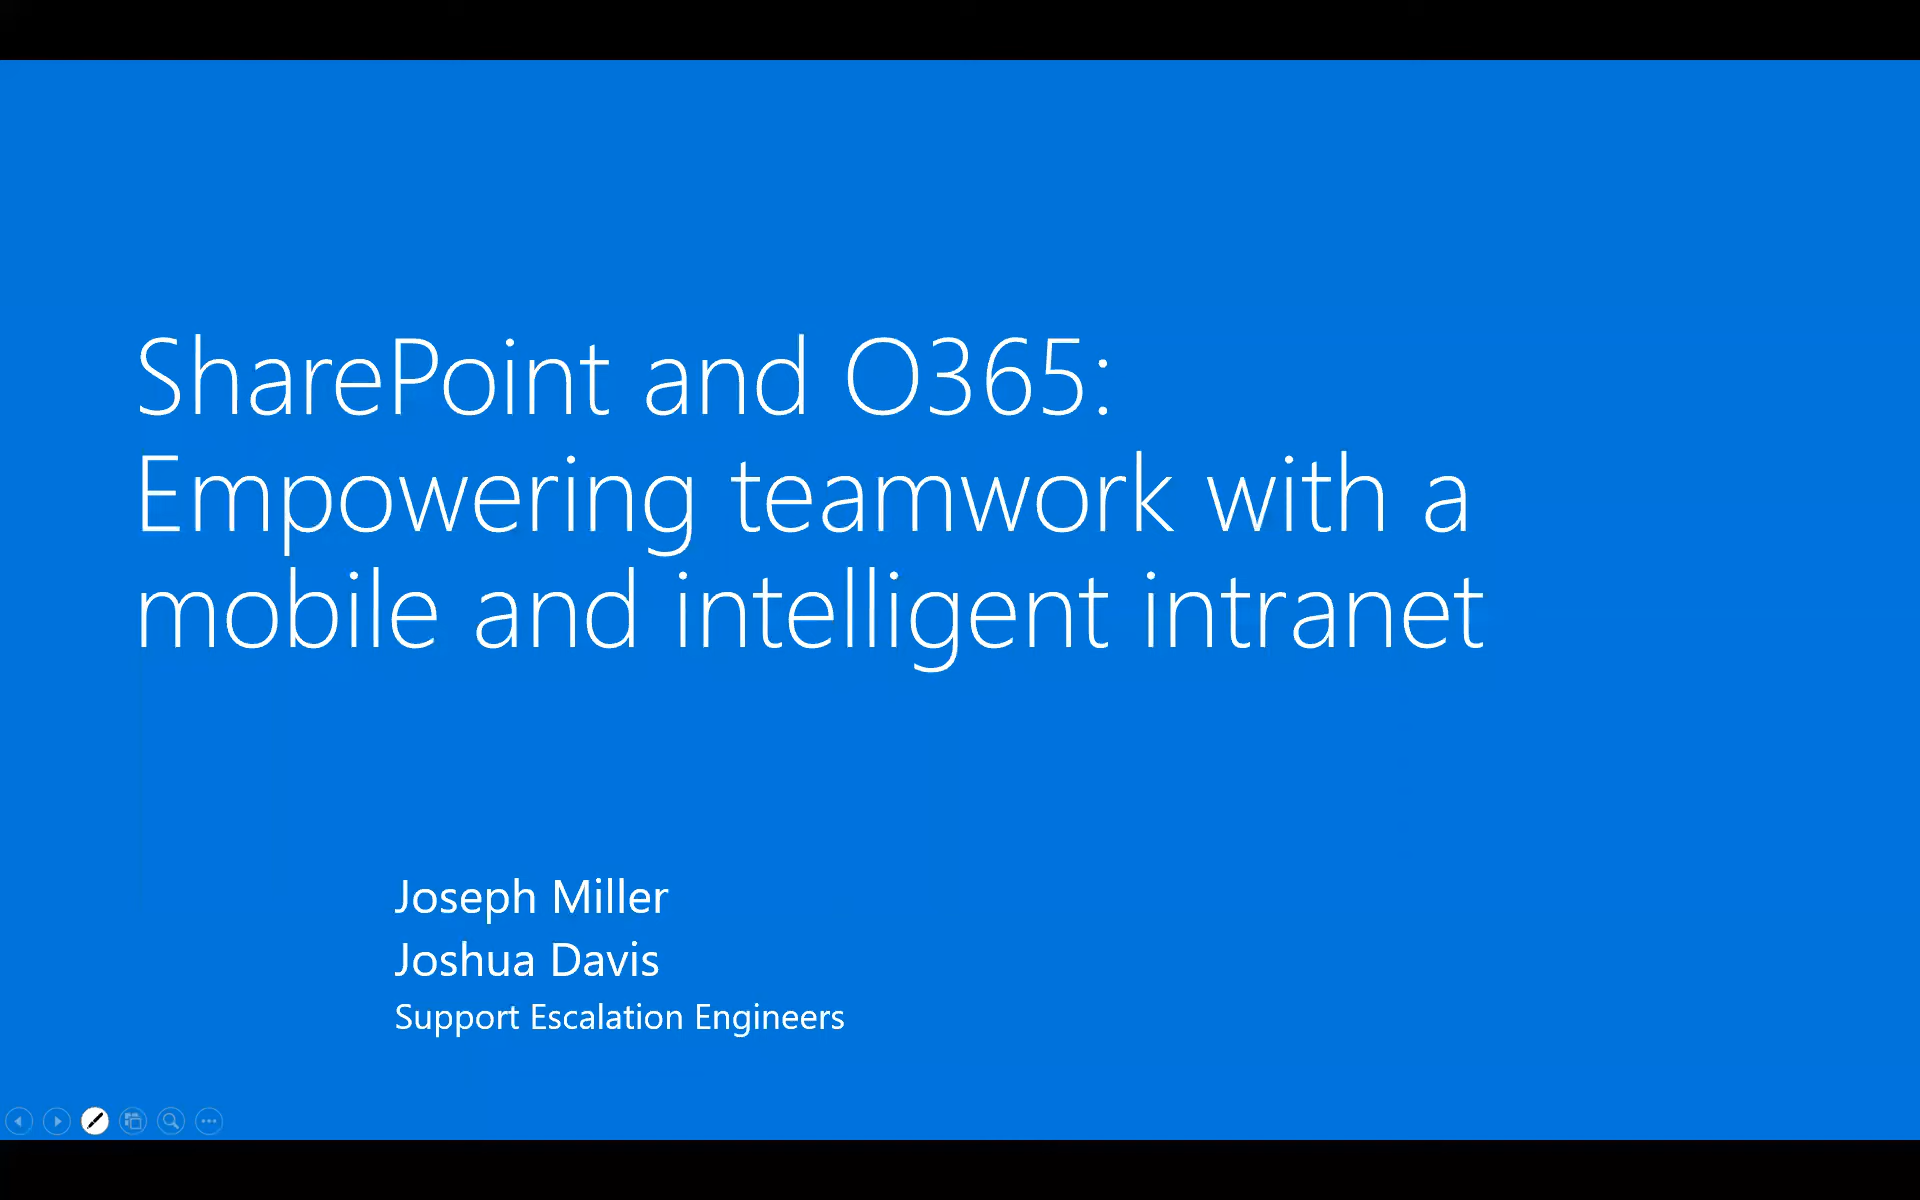 SharePoint and O365:
Empowering teamwork with a
mobile and intelligent intranet
Joseph Miller
Joshua Davis
Support Escalation Engineers